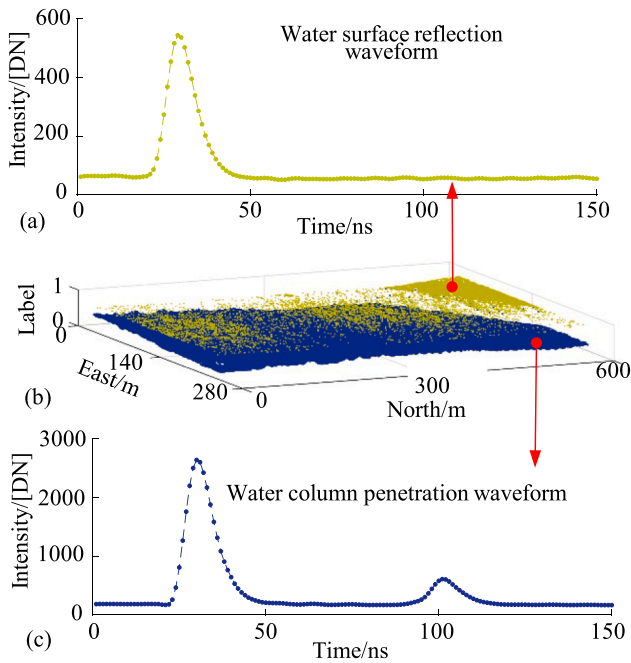 600
400
200
0
Intensity/[DN]
Water surface reflection
waveform
0
50
100
150
Time/ns
(a)
1
0
Label
0
140
280
East/m
0
300
600
North/m
(b)
3000
2000
1000
0
Intensity/[DN]
Water column penetration waveform
0
50
100
150
Time/ns
(c)